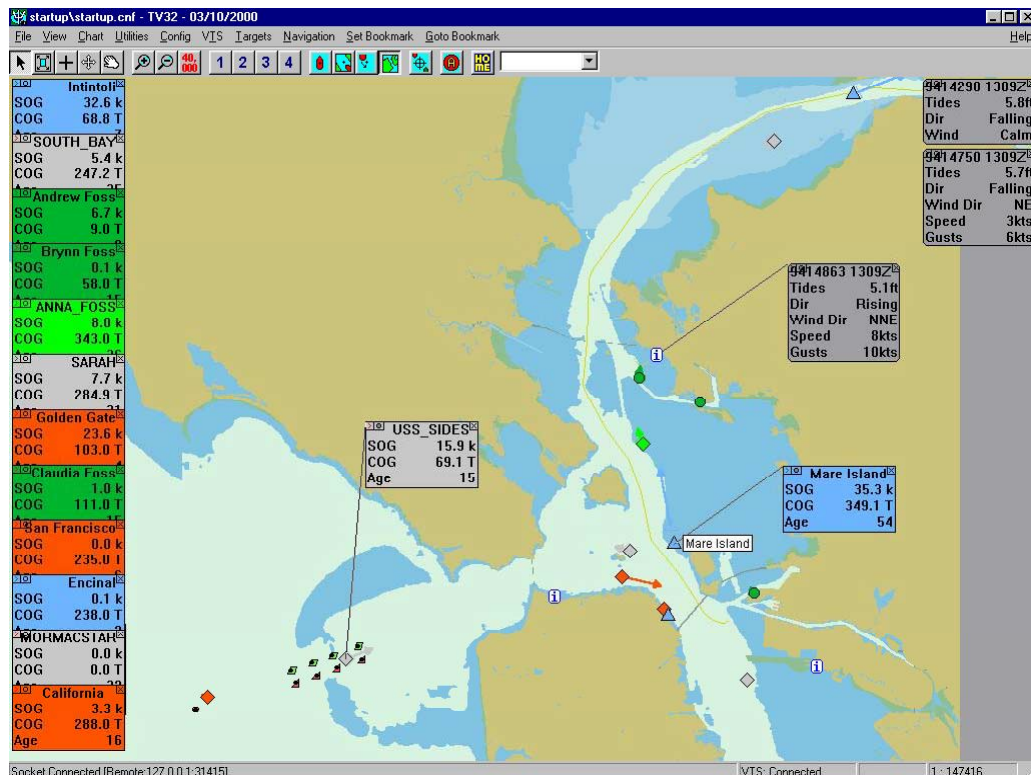 startup\startup.cnf - TV32 - 03/10/2000
File View Chart Utilities Config VTS Targets Navigation Set Bookmark Goto Bookmark Help
40,000 1 2 3 4 HOME
Intintoli
SOG 32.6 k
COG 68.8 T
SOUTH_BAY
SOG 5.4 k
COG 247.2 T
Andrew Foss
SOG 6.7 k
COG 9.0 T
Brynn Foss
SOG 0.1 k
COG 58.0 T
ANNA_FOSS
SOG 8.0 k
COG 343.0 T
SARAH
SOG 7.7 k
COG 284.9 T
Golden Gate
SOG 23.6 k
COG 103.0 T
Claudia Foss
SOG 1.0 k
COG 111.0 T
San Francisco
SOG 0.0 k
COG 235.0 T
Encinal
SOG 0.1 k
COG 238.0 T
MORMACSTAR
SOG 0.0 k
COG 0.0 T
California
SOG 3.3 k
COG 288.0 T
Age 16
USS_SIDES
SOG 15.9 k
COG 69.1 T
Age 15
9414290 1309Z
Tides 5.8ft
Dir Falling
Wind Calm
9414750 1309Z
Tides 5.7ft
Dir Falling
Wind Dir NE
Speed 3kts
Gusts 6kts
9414863 1309Z
Tides 5.1ft
Dir Rising
Wind Dir NNE
Speed 8kts
Gusts 10kts
Mare Island
SOG 35.3 k
COG 349.1 T
Age 54
Mare Island
Socket Connected [Remote:127.0.0.1:31415] VTS: Connected 1 : 147416